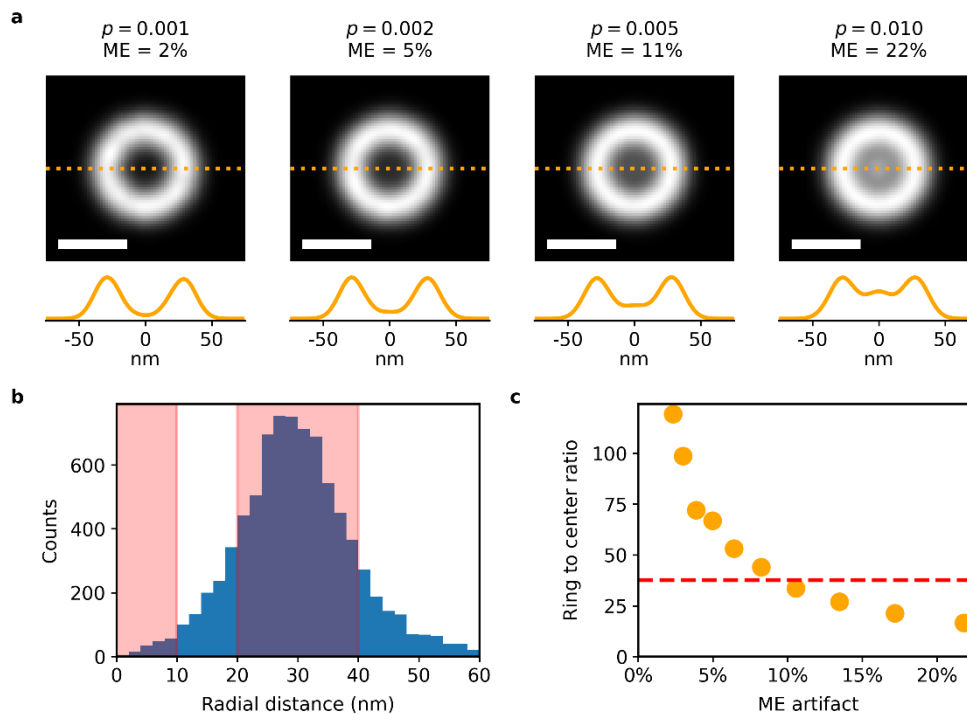 a
p = 0.001
ME = 2%
p = 0.002
ME = 5%
p = 0.005
ME = 11%
p = 0.010
ME = 22%
-50 0 50
nm
-50 0 50
nm
-50 0 50
nm
-50 0 50
nm
b
Counts
600
400
200
0
0 10 20 30 40 50 60
Radial distance (nm)
c
Ring to center ratio
100
75
50
25
0
0% 5% 10% 15% 20%
ME artifact